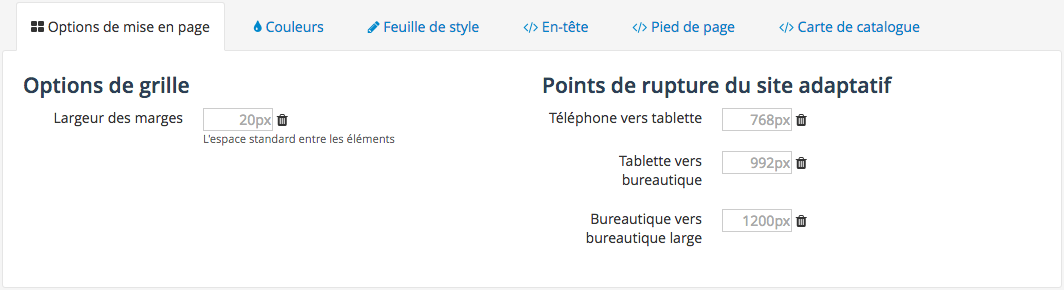 Options de mise en page
Couleurs
Feuille de style
</> En-tête
</> Pied de page
</> Carte de catalogue
Options de grille
Largeur des marges
20px
L'espace standard entre les éléments
Points de rupture du site adaptatif
Téléphone vers tablette
768px
Tablette vers
bureautique
992px
Bureautique vers
bureautique large
1200px